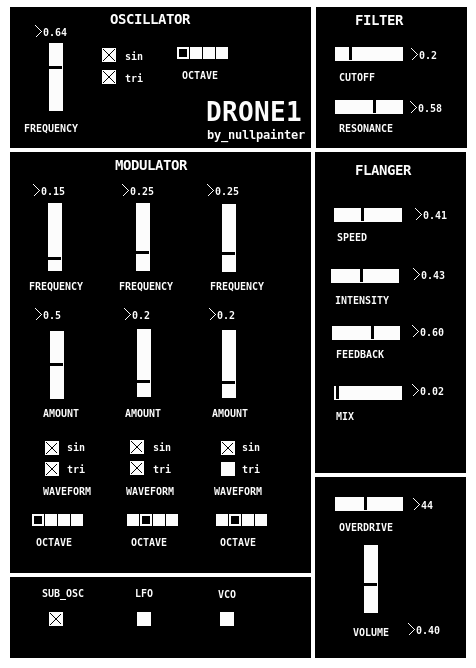 OSCILLATOR
0.64
sin
tri
OCTAVE
FREQUENCY
DRONE1
by_nullpainter
FILTER
0.2
CUTOFF
0.58
RESONANCE
MODULATOR
0.15 0.25 0.25
FREQUENCY FREQUENCY FREQUENCY
0.5 0.2 0.2
AMOUNT AMOUNT AMOUNT
sin sin sin
tri tri tri
WAVEFORM WAVEFORM WAVEFORM
OCTAVE OCTAVE OCTAVE
FLANGER
0.41
SPEED
0.43
INTENSITY
0.60
FEEDBACK
0.02
MIX
SUB_OSC LFO VCO
44
OVERDRIVE
VOLUME 0.40